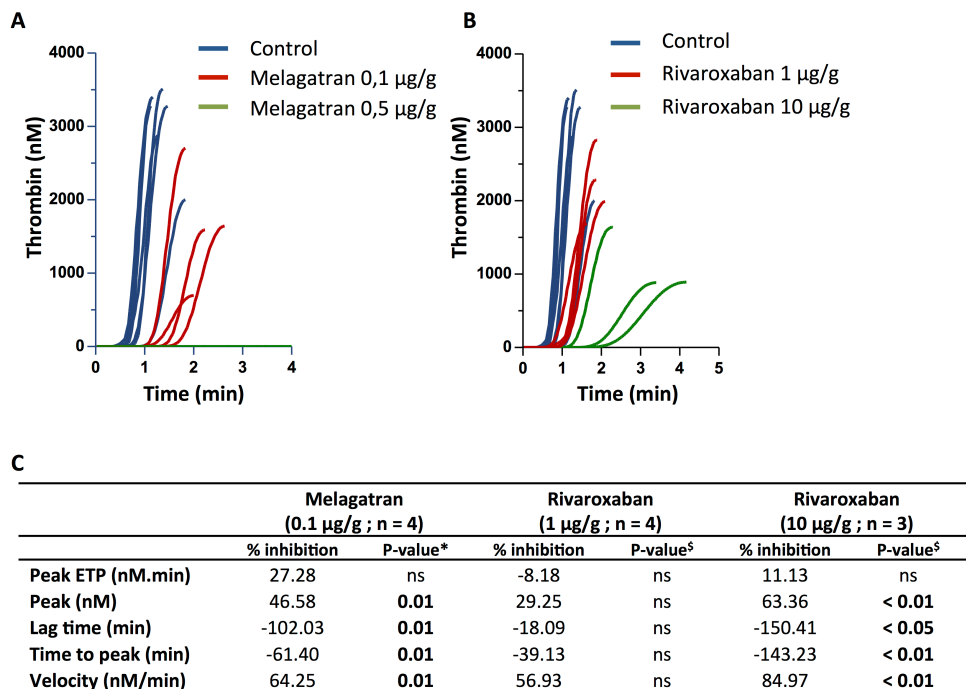 A
B
4000
3000
2000
1000
0
Thrombin (nM)
0 1 2 3 4
Time (min)
Control
Melagatran 0,1 µg/g
Melagatran 0,5 µg/g
4000
3000
2000
1000
0
Thrombin (nM)
0 1 2 3 4 5
Time (min)
Control
Rivaroxaban 1 µg/g
Rivaroxaban 10 µg/g
C
Melagatran Rivaroxaban Rivaroxaban
(0.1 µg/g ; n = 4) (1 µg/g ; n = 4) (10 µg/g ; n = 3)
% inhibition P-value* % inhibition P-value$ % inhibition P-value$
Peak ETP (nM.min) 27.28 ns -8.18 ns 11.13 ns
Peak (nM) 46.58 0.01 29.25 ns 63.36 < 0.01
Lag time (min) -102.03 0.01 -18.09 ns -150.41 < 0.05
Time to peak (min) -61.40 0.01 -39.13 ns -143.23 < 0.01
Velocity (nM/min) 64.25 0.01 56.93 ns 84.97 < 0.01